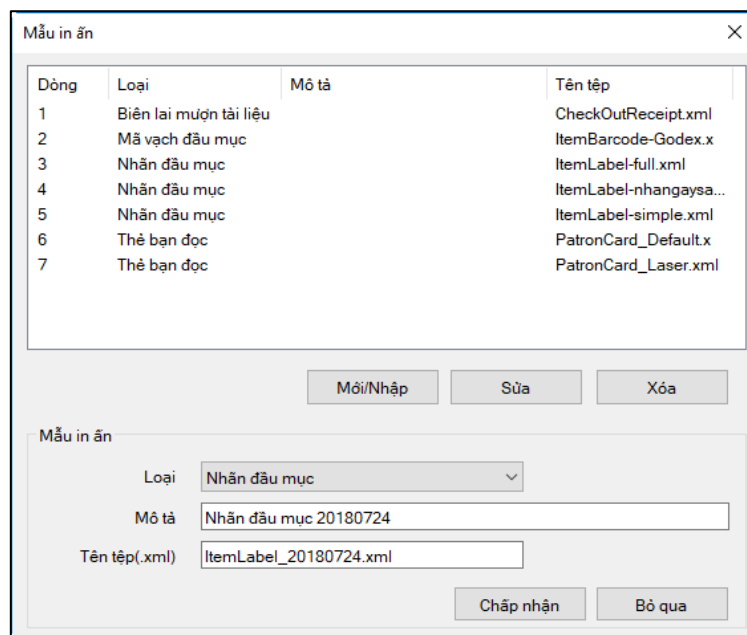 Mẫu in ấn
Dòng Loại Mô tả Tên tệp
1 Biên lai mượn tài liệu CheckOutReceipt.xml
2 Mã vạch đầu mục ItemBarcode-Godex.x
3 Nhãn đầu mục ItemLabel-full.xml
4 Nhãn đầu mục ItemLabel-nhangaysa...
5 Nhãn đầu mục ItemLabel-simple.xml
6 Thẻ bạn đọc PatronCard_Default.x
7 Thẻ bạn đọc PatronCard_Laser.xml
Mới/Nhập Sửa Xóa
Mẫu in ấn
Loại Nhãn đầu mục
Mô tả Nhãn đầu mục 20180724
Tên tệp(.xml) ItemLabel_20180724.xml
Chấp nhận Bỏ qua